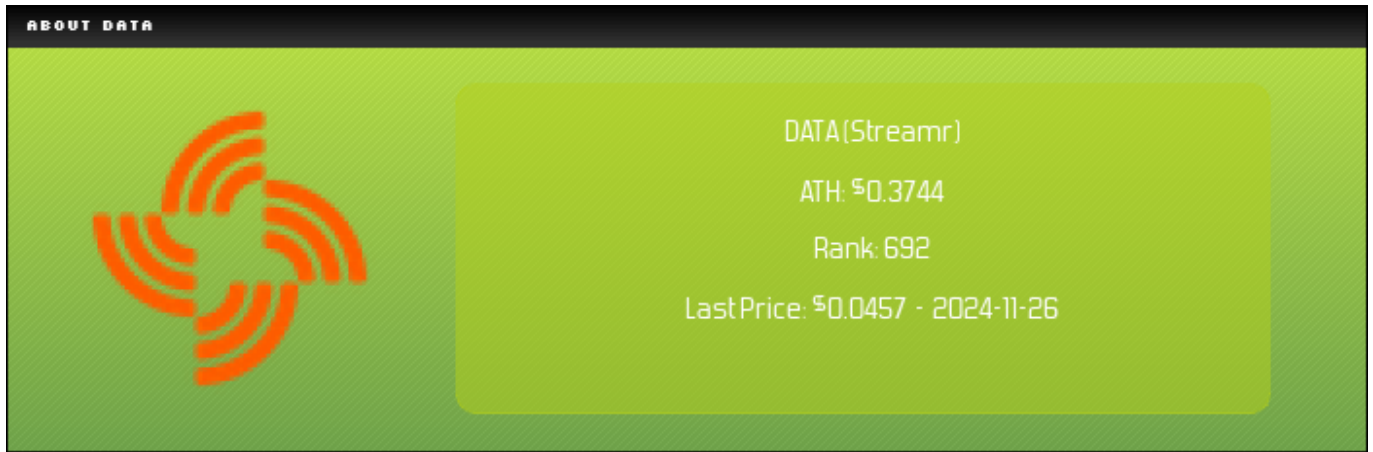 ABOUT DATA
DATA (Streamr)
ATH: $0.3744
Rank: 692
Last Price: $0.0457 - 2024-11-26